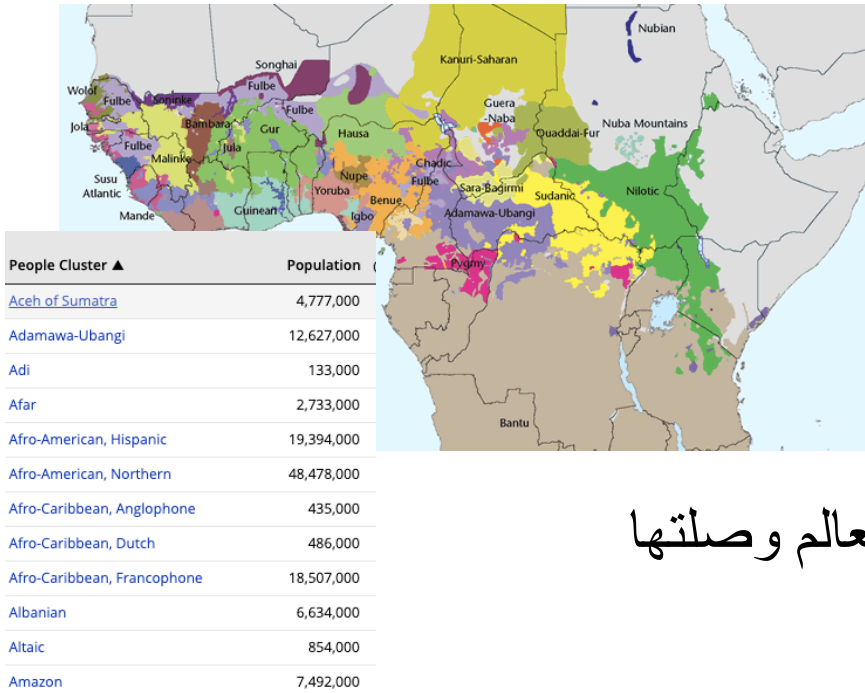 Nubian
Kanuri-Saharan
Songhai
Fulbe
Wolof
Fulbe
Soninke
Fulbe
Guera
-Naba
Jola
Bambara
Gur
Hausa
Ouaddai-Fur
Nuba Mountains
Fulbe
Jula
Malinke
Chadic
Susu
Nupe
Fulbe
Sara-Bagirmi
Nilotic
Atlantic
Yoruba
Benue
Sudanic
Mande
Guinean
Igbo
Adamawa-Ubangi
Pygmy
Bantu
People Cluster ▲ Population
Aceh of Sumatra 4,777,000
Adamawa-Ubangi 12,627,000
Adi 133,000
Afar 2,733,000
Afro-American, Hispanic 19,394,000
Afro-American, Northern 48,478,000
Afro-Caribbean, Anglophone 435,000
Afro-Caribbean, Dutch 486,000
Afro-Caribbean, Francophone 18,507,000
Albanian 6,634,000
Altaic 854,000
Amazon 7,492,000
عالم وصلتها